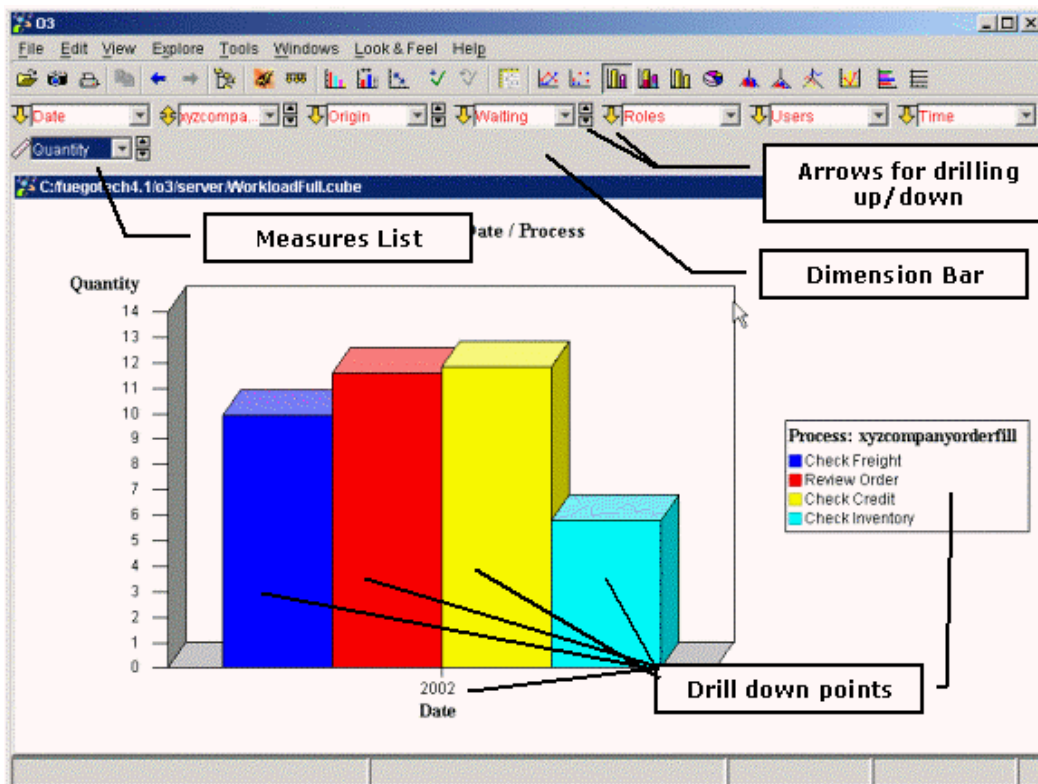 O3
File Edit View Explore Tools Windows Look & Feel Help
Date xyzcompa... Origin Waiting Roles Users Time
Quantity
Arrows for drilling
up/down
C:/fuegotech4.1/o3/server/WorkloadFull.cube
Measures List
Date / Process
Dimension Bar
Quantity
14
13
12
11
10
9
8
7
6
5
4
3
2
1
0
Process: xyzcompanyorderfill
Check Freight
Review Order
Check Credit
Check Inventory
Drill down points
2002
Date